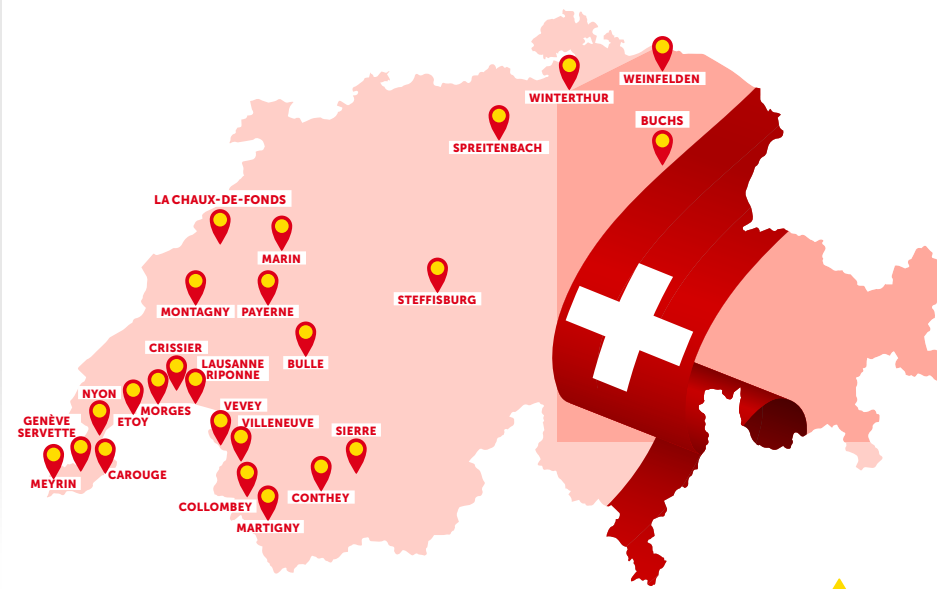 WEINFELDEN
WINTERTHUR
BUCHS
SPREITENBACH
LA CHAUX-DE-FONDS
MARIN
STEFFISBURG
MONTAGNY
PAYERNE
CRISSIER
BULLE
LAUSANNE
RIPONNE
NYON
MORGES
ETOY
VEVEY
GENÈVE
SERVETTE
VILLENEUVE
SIERRE
CAROUGE
MEYRIN
CONTHEY
COLLOMBEY
MARTIGNY